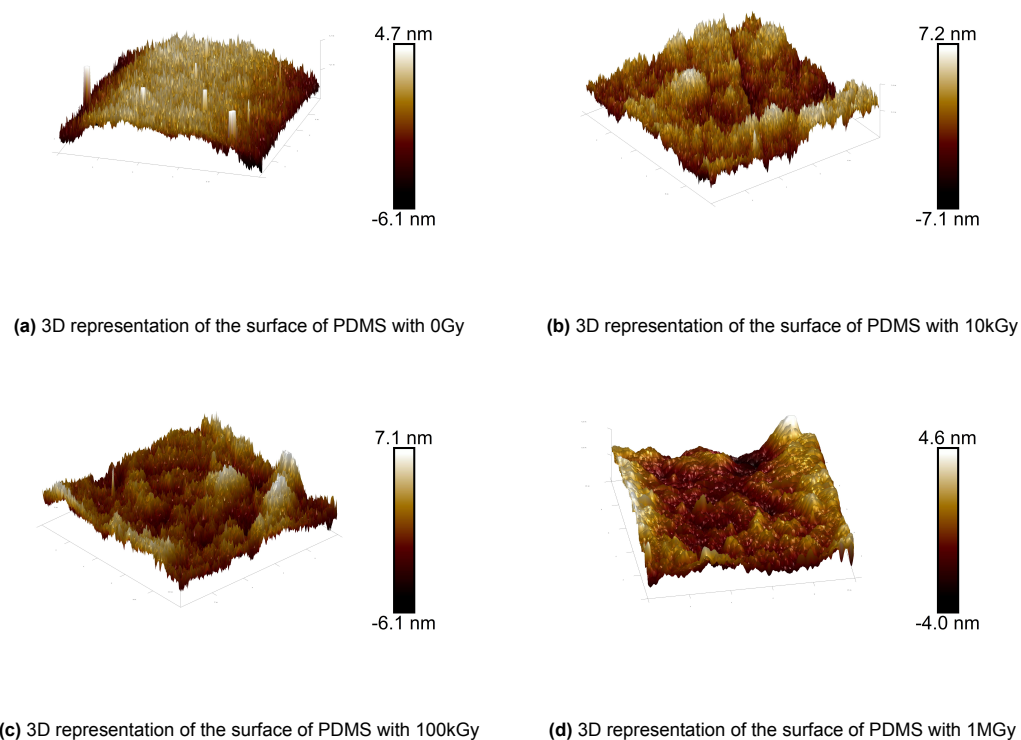 4.7 nm
-6.1 nm
7.2 nm
-7.1 nm
(a) 3D representation of the surface of PDMS with 0Gy
(b) 3D representation of the surface of PDMS with 10kGy
7.1 nm
-6.1 nm
4.6 nm
-4.0 nm
(c) 3D representation of the surface of PDMS with 100kGy
(d) 3D representation of the surface of PDMS with 1MGy